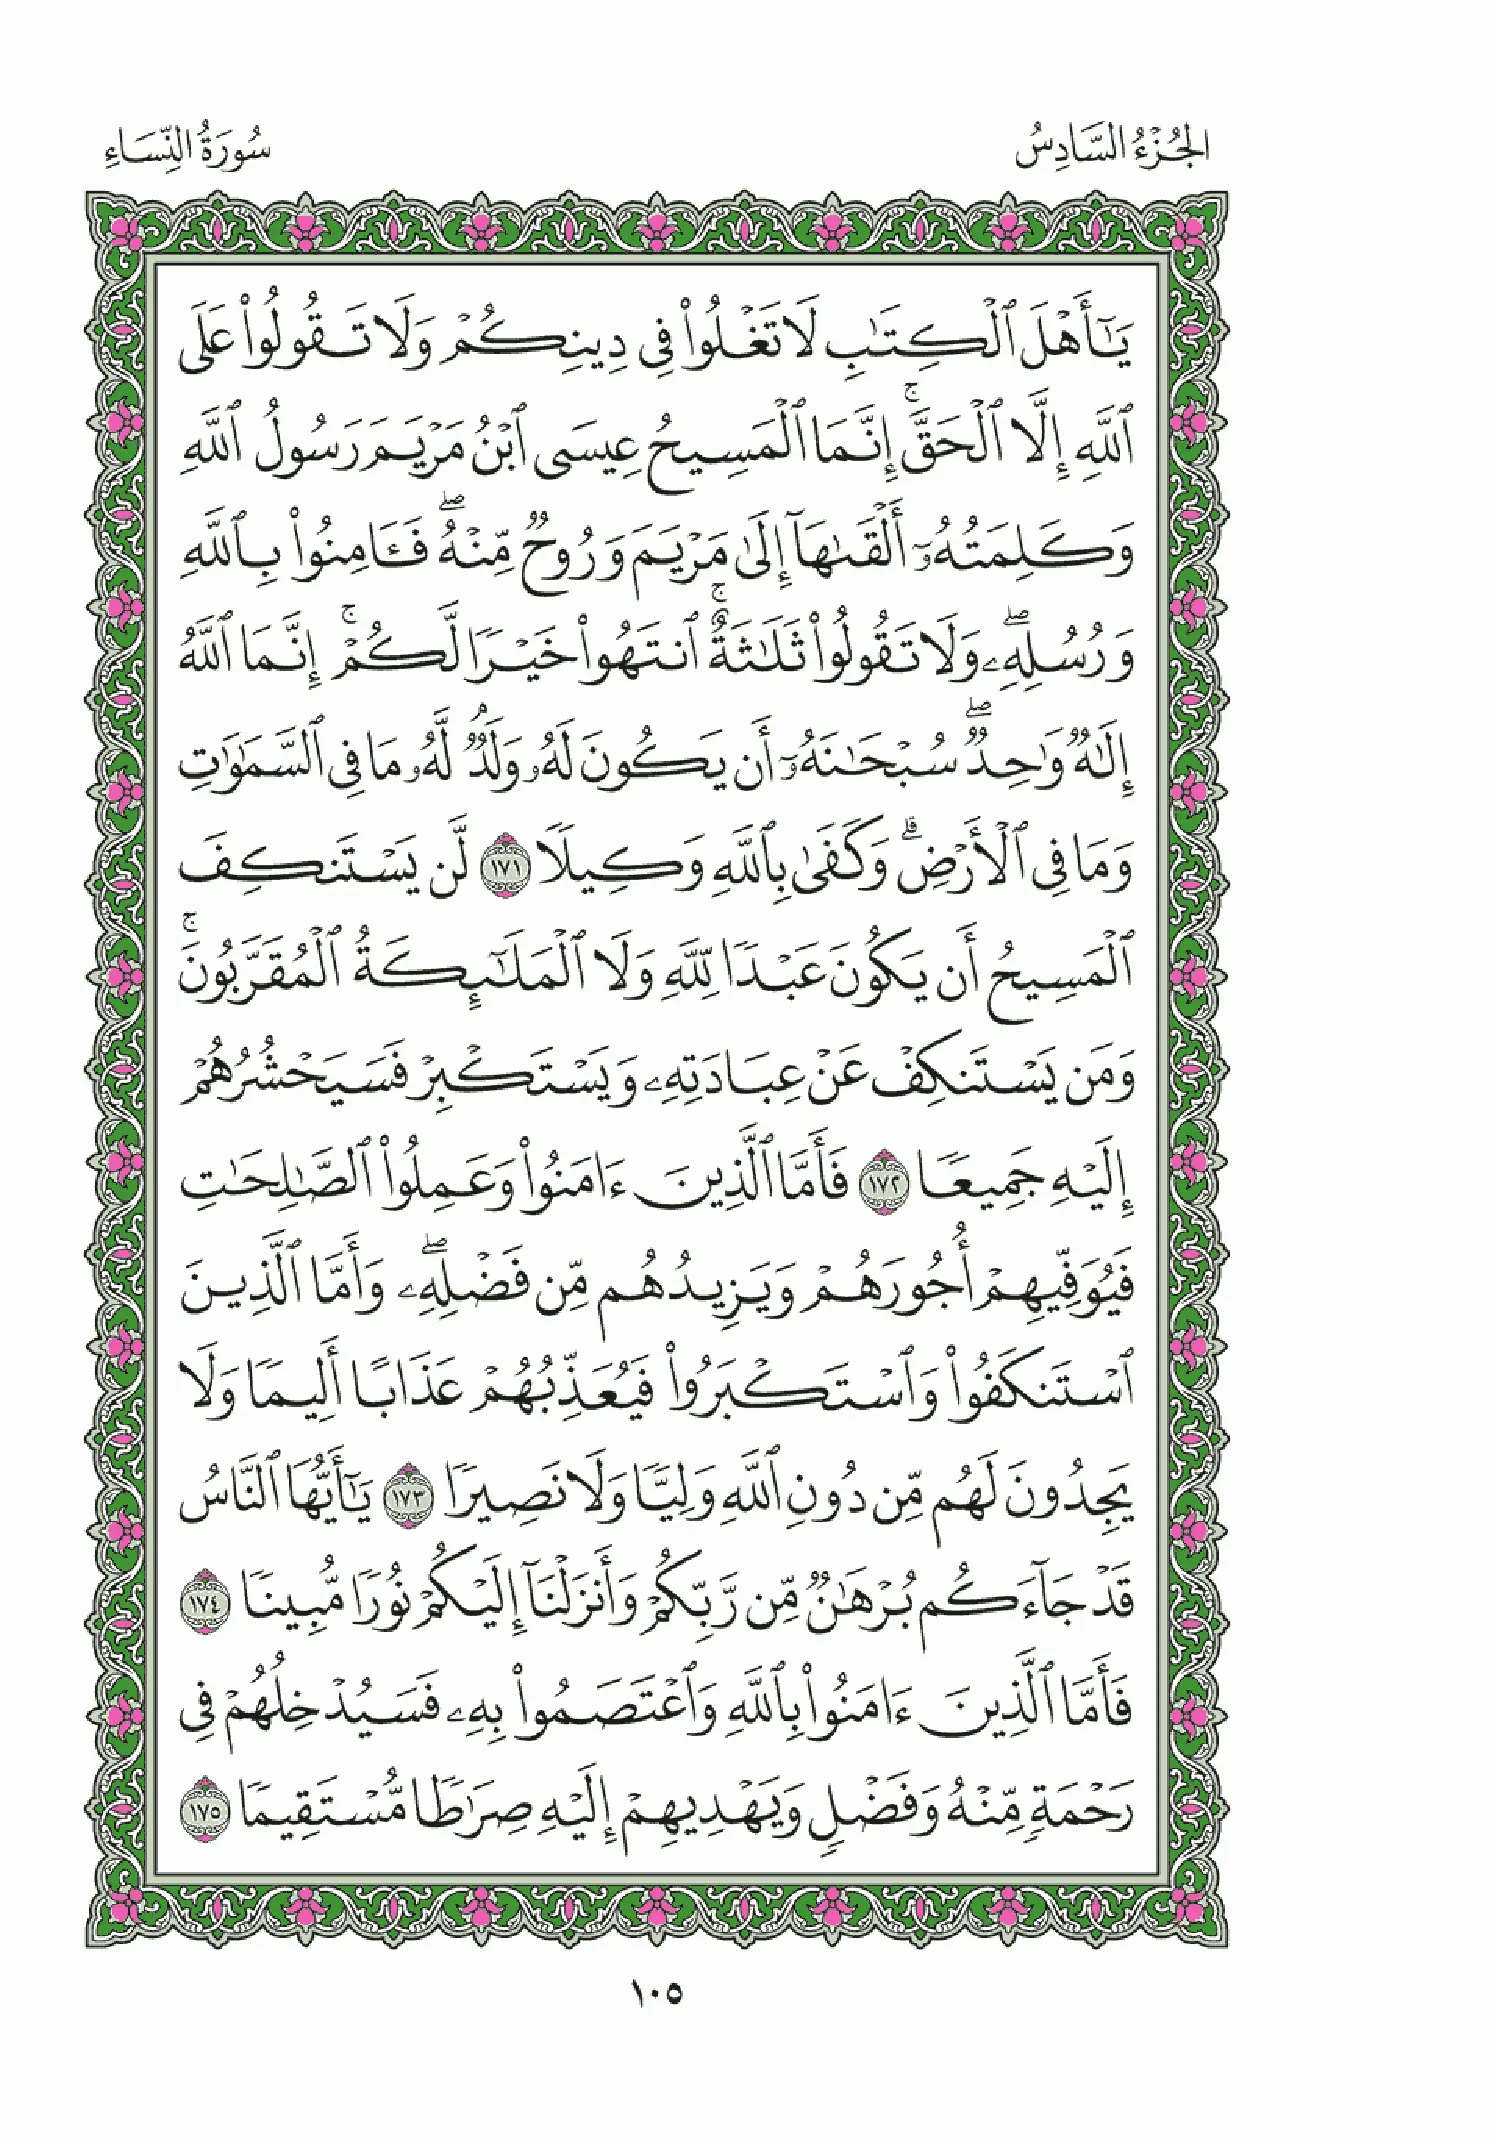 الجُزْءُ السَّادِسُ
سُورَةُ النِّسَاءِ
يَٰٓأَهْلَ ٱلْكِتَٰبِ لَا تَغْلُوا۟ فِى دِينِكُمْ وَلَا تَقُولُوا۟ عَلَى
ٱللَّهِ إِلَّا ٱلْحَقَّ ۚ إِنَّمَا ٱلْمَسِيحُ عِيسَى ٱبْنُ مَرْيَمَ رَسُولُ ٱللَّهِ
وَكَلِمَتُهُۥٓ أَلْقَىٰهَآ إِلَىٰ مَرْيَمَ وَرُوحٌ مِّنْهُ ۖ فَـَٔامِنُوا۟ بِٱللَّهِ
وَرُسُلِهِۦ ۖ وَلَا تَقُولُوا۟ ثَلَٰثَةٌ ۚ ٱنتَهُوا۟ خَيْرًا لَّكُمْ ۚ إِنَّمَا ٱللَّهُ
إِلَٰهٌ وَٰحِدٌ ۖ سُبْحَٰنَهُۥٓ أَن يَكُونَ لَهُۥ وَلَدٌ ۘ لَّهُۥ مَا فِى ٱلسَّمَٰوَٰتِ
وَمَا فِى ٱلْأَرْضِ ۗ وَكَفَىٰ بِٱللَّهِ وَكِيلًا ١٧١ لَّن يَسْتَنكِفَ
ٱلْمَسِيحُ أَن يَكُونَ عَبْدًا لِّلَّهِ وَلَا ٱلْمَلَٰٓئِكَةُ ٱلْمُقَرَّبُونَ ۚ
وَمَن يَسْتَنكِفْ عَنْ عِبَادَتِهِۦ وَيَسْتَكْبِرْ فَسَيَحْشُرُهُمْ
إِلَيْهِ جَمِيعًا ١٧٢ فَأَمَّا ٱلَّذِينَ ءَامَنُوا۟ وَعَمِلُوا۟ ٱلصَّٰلِحَٰتِ
فَيُوَفِّيهِمْ أُجُورَهُمْ وَيَزِيدُهُم مِّن فَضْلِهِۦ ۖ وَأَمَّا ٱلَّذِينَ
ٱسْتَنكَفُوا۟ وَٱسْتَكْبَرُوا۟ فَيُعَذِّبُهُمْ عَذَابًا أَلِيمًا وَلَا
يَجِدُونَ لَهُم مِّن دُونِ ٱللَّهِ وَلِيًّا وَلَا نَصِيرًا ١٧٣ يَٰٓأَيُّهَا ٱلنَّاسُ
قَدْ جَآءَكُم بُرْهَٰنٌ مِّن رَّبِّكُمْ وَأَنزَلْنَآ إِلَيْكُمْ نُورًا مُّبِينًا ١٧٤
فَأَمَّا ٱلَّذِينَ ءَامَنُوا۟ بِٱللَّهِ وَٱعْتَصَمُوا۟ بِهِۦ فَسَيُدْخِلُهُمْ فِى
رَحْمَةٍ مِّنْهُ وَفَضْلٍ وَيَهْدِيهِمْ إِلَيْهِ صِرَٰطًا مُّسْتَقِيمًا ١٧٥
١٠٥